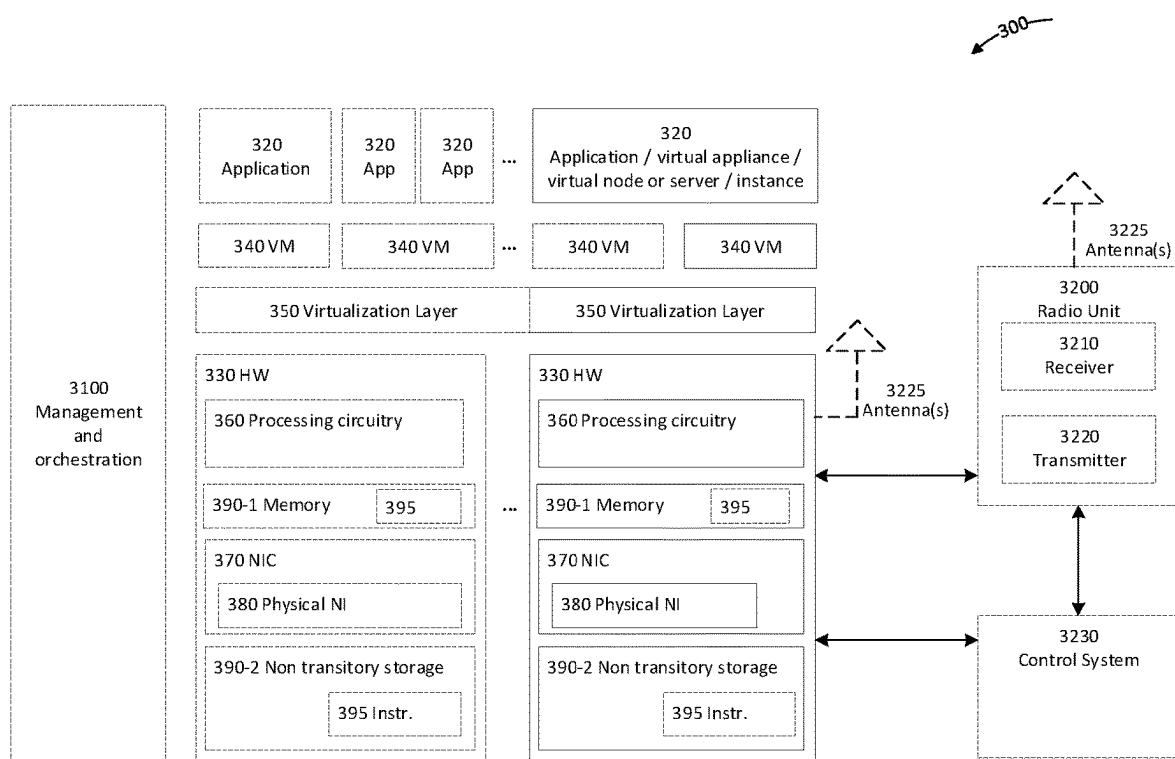 300
320
Application
320
App
320
App
...
320
Application / virtual appliance /
virtual node or server / instance
340 VM
340 VM
...
340 VM
340 VM
350 Virtualization Layer
350 Virtualization Layer
3100
Management
and
orchestration
330 HW
360 Processing circuitry
390-1 Memory
395
370 NIC
380 Physical NI
390-2 Non transitory storage
395 Instr.
...
330 HW
360 Processing circuitry
390-1 Memory
395
370 NIC
380 Physical NI
390-2 Non transitory storage
395 Instr.
3225
Antenna(s)
3225
Antenna(s)
3200
Radio Unit
3210
Receiver
3220
Transmitter
3230
Control System